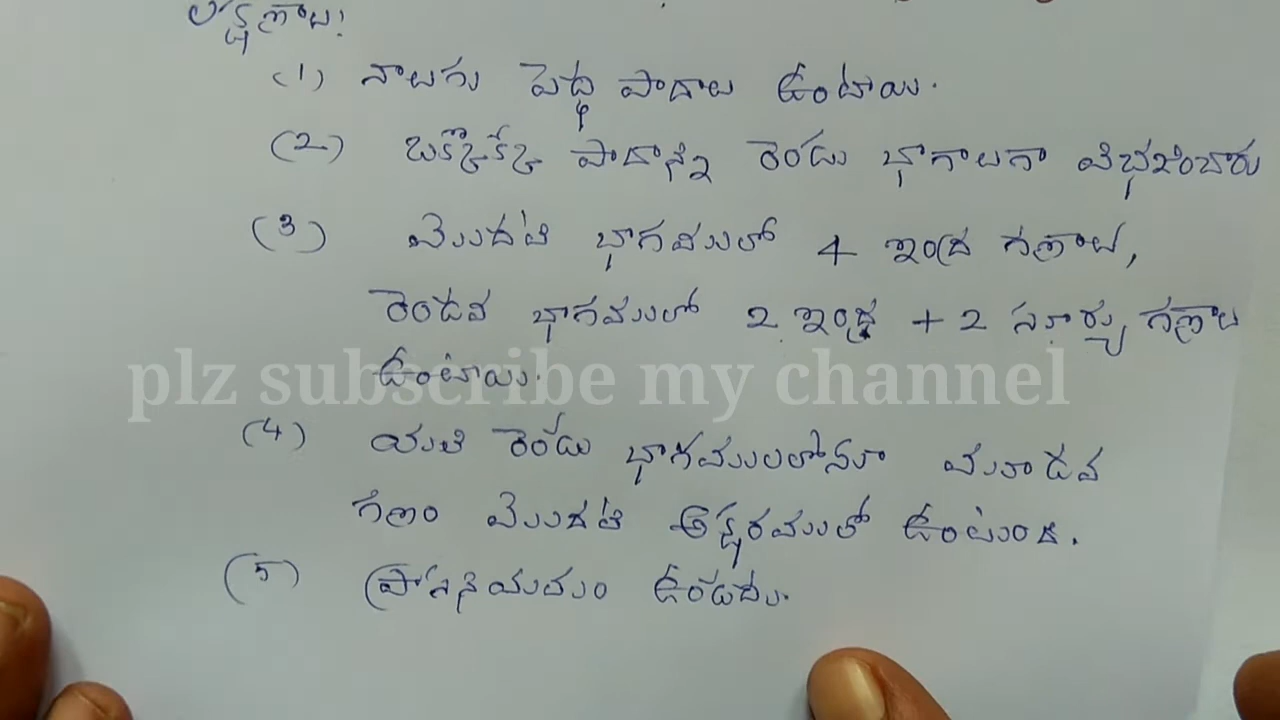 లక్షణాలు:
(1) నాలుగు పెద్ద పాదాలు ఉంటాయి.
(2) ఒక్కొక్క పాదాన్ని రెండు భాగాలుగా విభజించారు
(3) మొదటి భాగములో 4 ఇంద్ర గణాలు,
రెండవ భాగములో 2 ఇంద్ర + 2 సూర్య గణాలు
ఉంటాయి.
plz subscribe my channel
(4) యతి రెండు భాగములలోనూ మూడవ
గణం మొదటి అక్షరములో ఉంటుంది.
(5) ప్రాసనియమం ఉండదు.